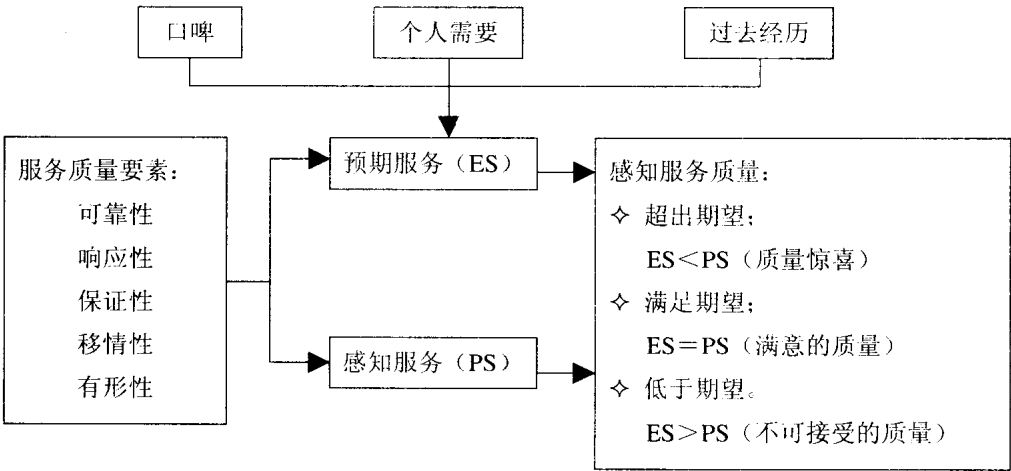 口啤
个人需要
过去经历
服务质量要素：
可靠性
响应性
保证性
移情性
有形性
预期服务（ES）
感知服务（PS）
感知服务质量：
✧ 超出期望；
ES＜PS（质量惊喜）
✧ 满足期望；
ES＝PS（满意的质量）
✧ 低于期望。
ES＞PS（不可接受的质量）